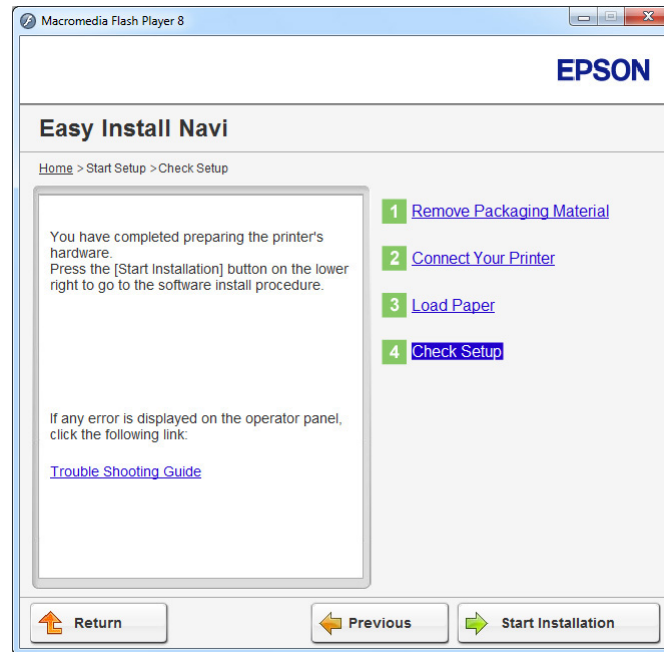 Macromedia Flash Player 8
EPSON
Easy Install Navi
Home > Start Setup >Check Setup
You have completed preparing the printer's
hardware.
Press the [Start Installation] button on the lower
right to go to the software install procedure.
If any error is displayed on the operator panel,
click the following link:
Trouble Shooting Guide
1 Remove Packaging Material
2 Connect Your Printer
3 Load Paper
4 Check Setup
Return
Previous
Start Installation